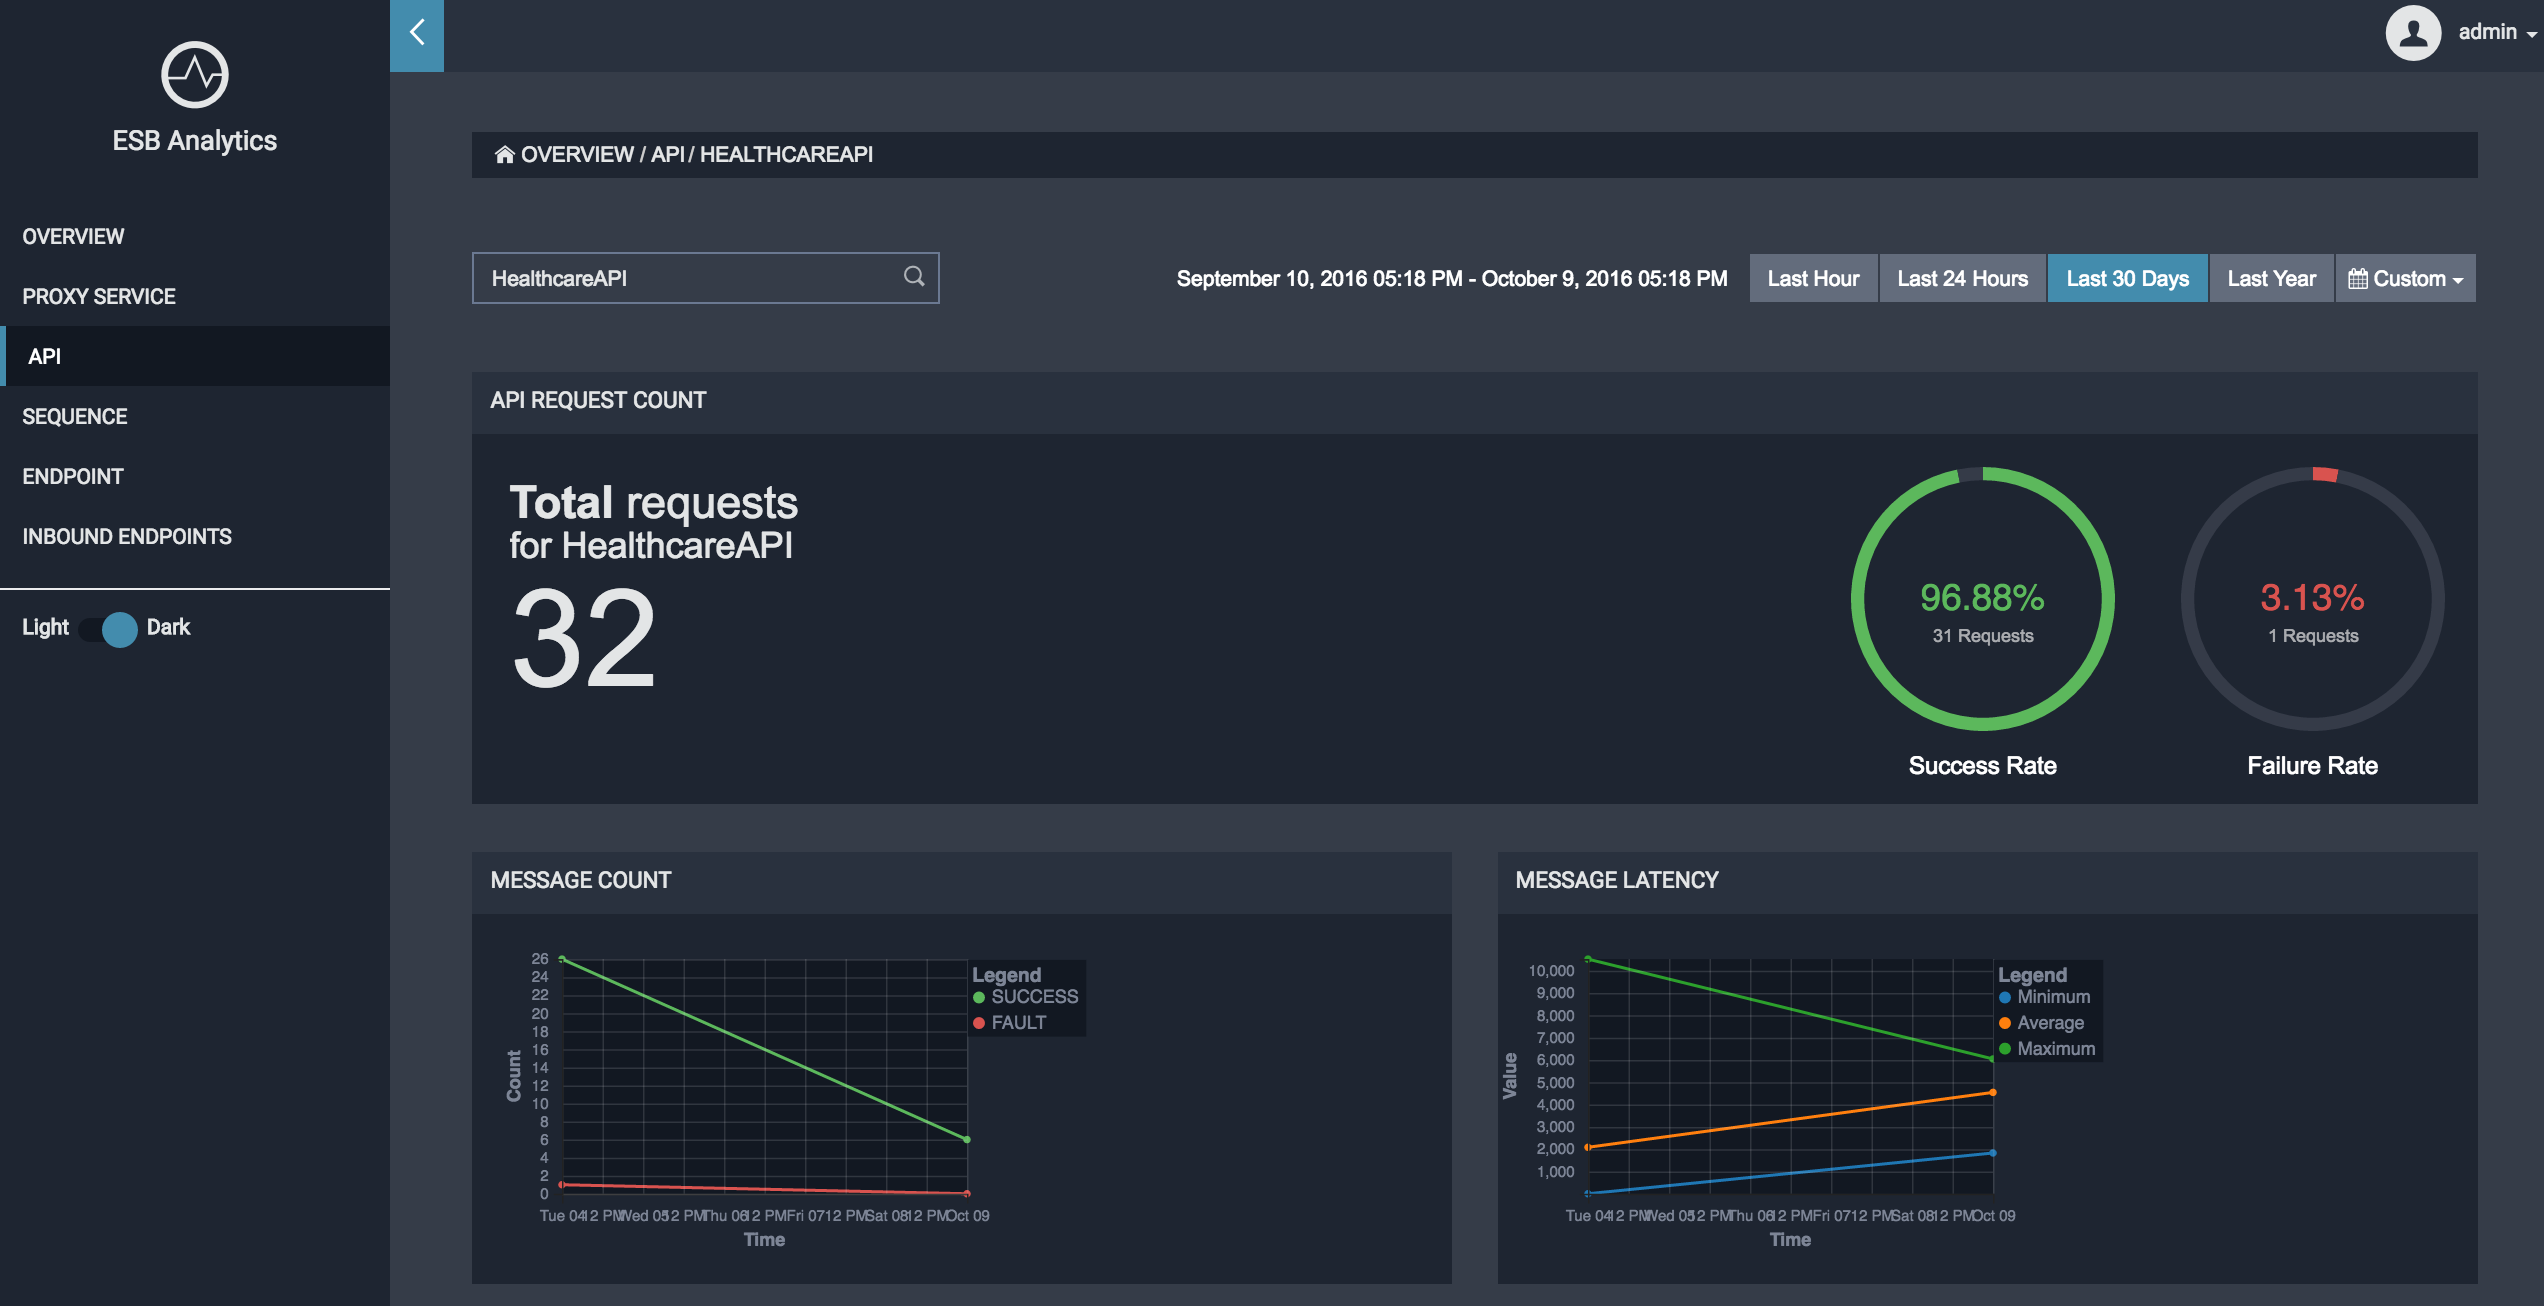 ESB Analytics
OVERVIEW
PROXY SERVICE
API
SEQUENCE
ENDPOINT
INBOUND ENDPOINTS
Light Dark
admin
OVERVIEW / API / HEALTHCAREAPI
HealthcareAPI
September 10, 2016 05:18 PM - October 9, 2016 05:18 PM
Last Hour Last 24 Hours Last 30 Days Last Year Custom
API REQUEST COUNT
Total requests
for HealthcareAPI
32
96.88%
31 Requests
Success Rate
3.13%
1 Requests
Failure Rate
MESSAGE COUNT
26
24
22
20
18
16
14
12
10
8
6
4
2
0
Count
Tue 04 12 PM Wed 05 12 PM Thu 06 12 PM Fri 07 12 PM Sat 08 12 PM Oct 09
Time
Legend
SUCCESS
FAULT
MESSAGE LATENCY
10,000
9,000
8,000
7,000
6,000
5,000
4,000
3,000
2,000
1,000
Value
Tue 04 12 PM Wed 05 12 PM Thu 06 12 PM Fri 07 12 PM Sat 08 12 PM Oct 09
Time
Legend
Minimum
Average
Maximum